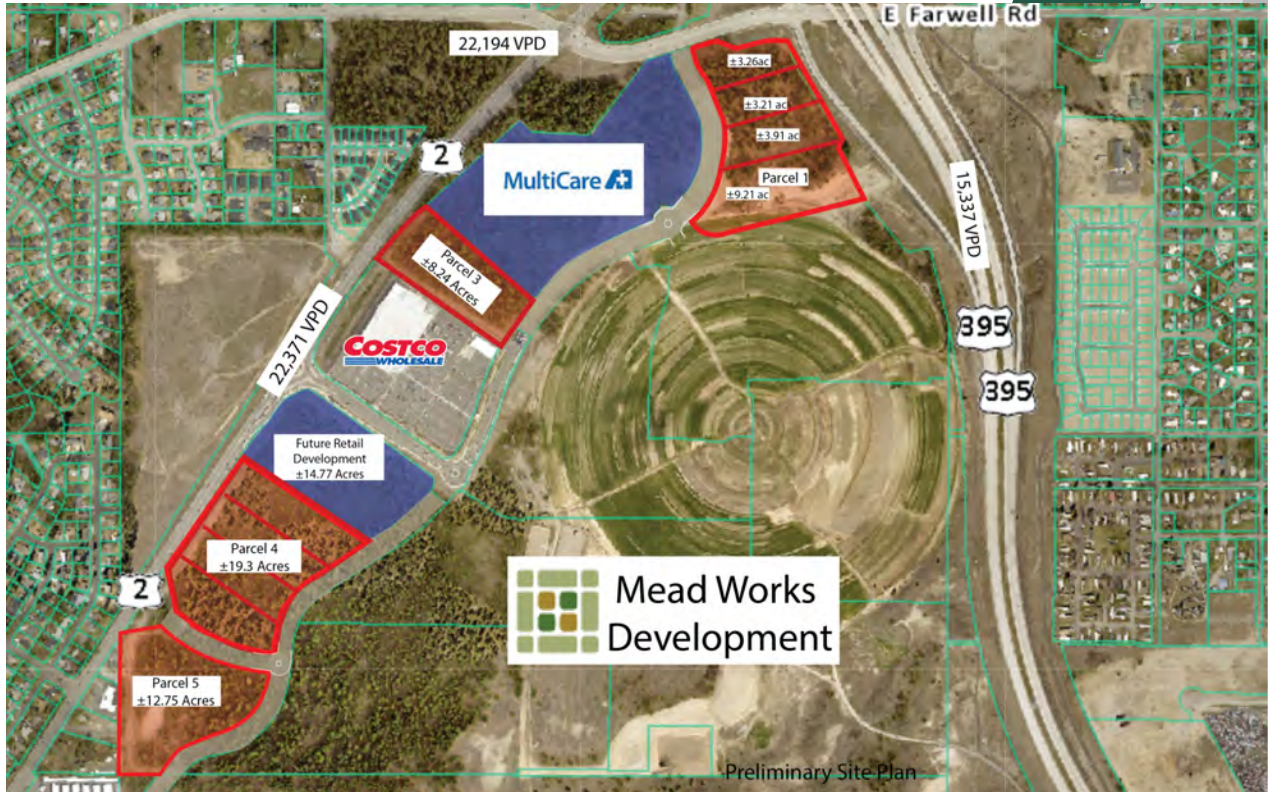 E Farwell Rd
22,194 VPD
±3.26ac
±3.21 ac
±3.91 ac
Parcel 1
±9.21 ac
2
MultiCare
15,337 VPD
Parcel 3
±8.24 Acres
395
22,371 VPD
COSTCO
WHOLESALE
395
Future Retail
Development
±14.77 Acres
Parcel 4
±19.3 Acres
2
Mead Works
Development
Parcel 5
±12.75 Acres
Preliminary Site Plan